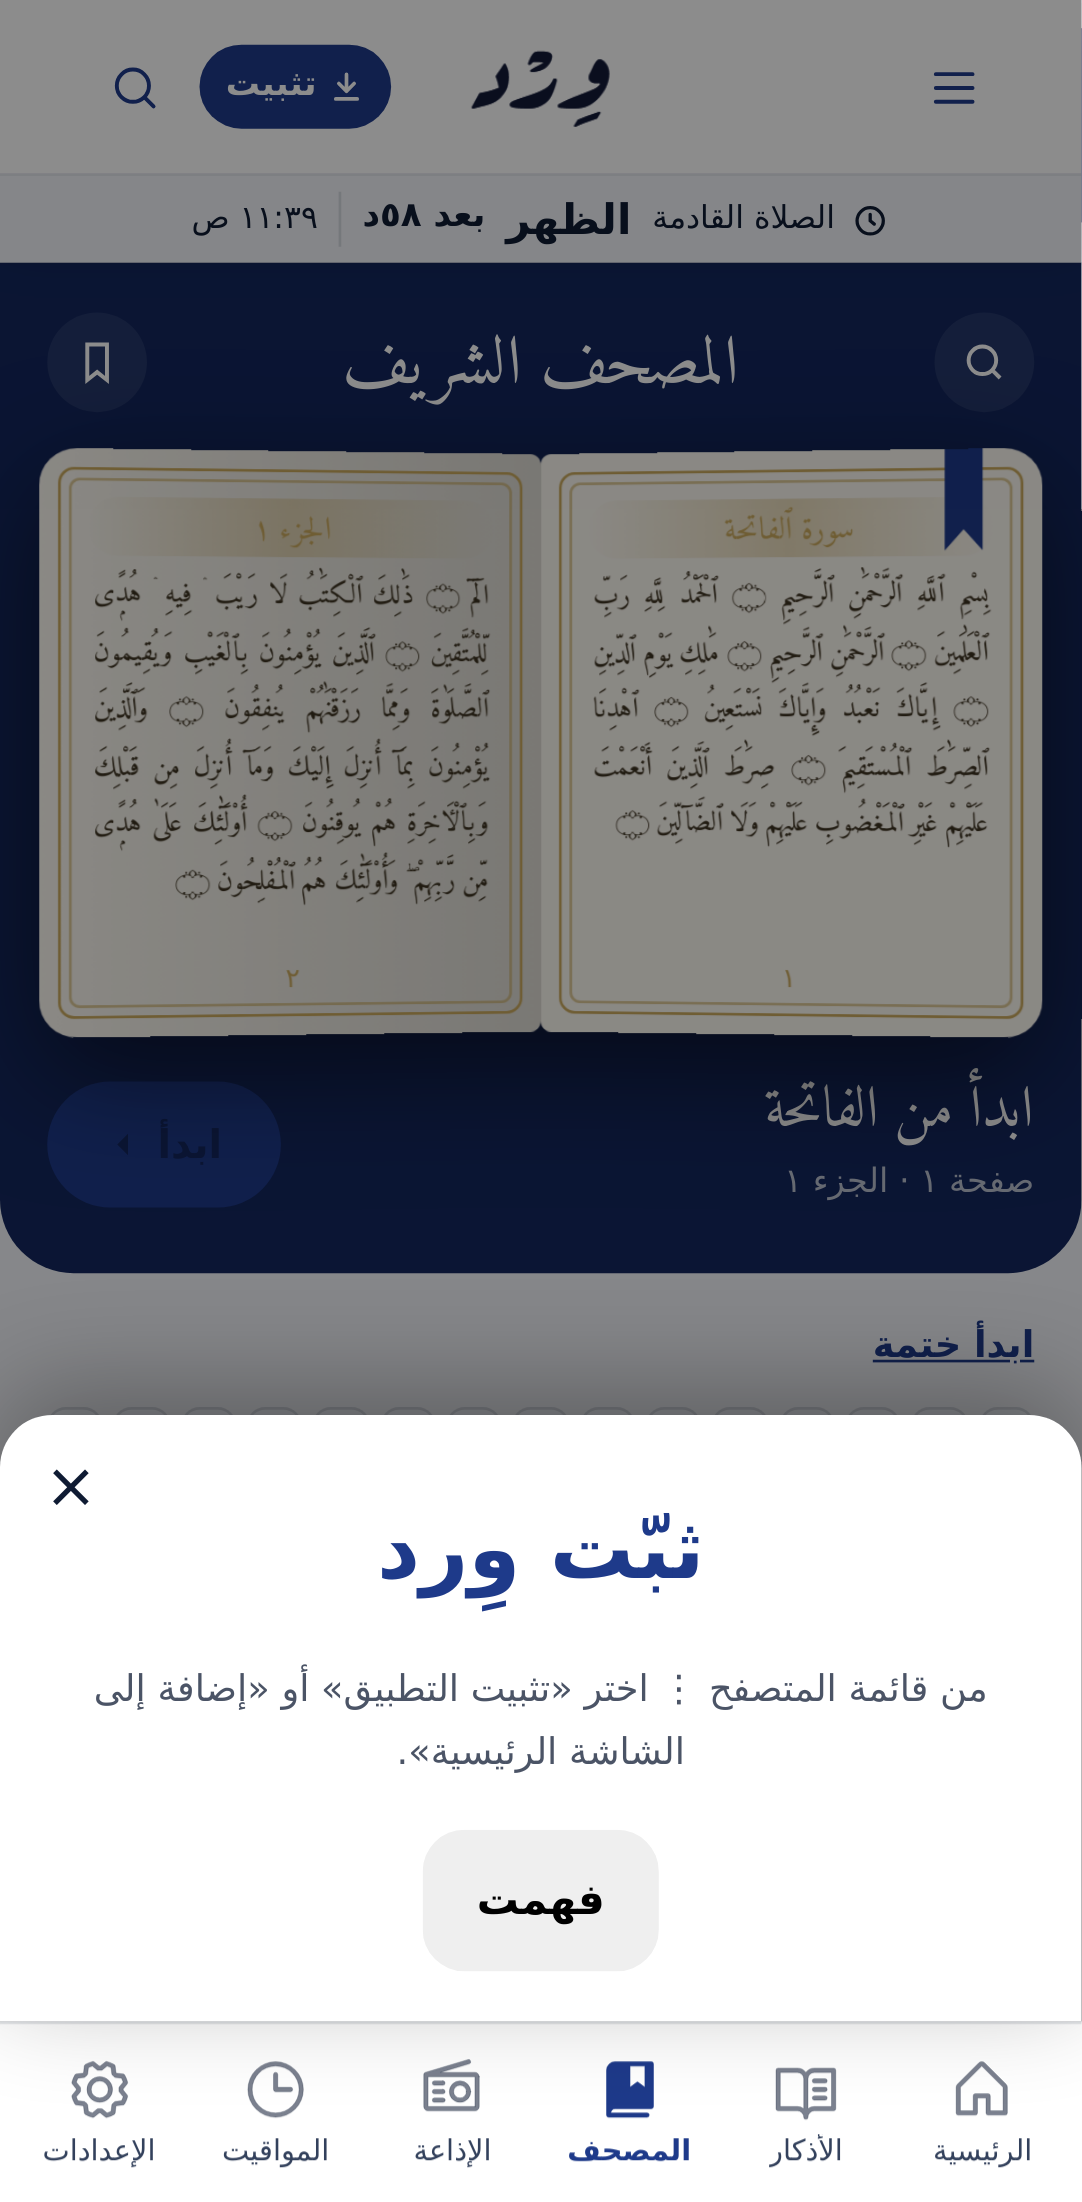 وِرْد
تثبيت
الصلاة القادمة الظهر بعد ٥٨د ١١:٣٩ ص
المصحف الشريف
سورة ٱلفاتحة
بِسْمِ ٱللَّهِ ٱلرَّحْمَٰنِ ٱلرَّحِيمِ ۝ ٱلْحَمْدُ لِلَّهِ رَبِّ
ٱلْعَٰلَمِينَ ۝ ٱلرَّحْمَٰنِ ٱلرَّحِيمِ ۝ مَٰلِكِ يَوْمِ ٱلدِّينِ
۝ إِيَّاكَ نَعْبُدُ وَإِيَّاكَ نَسْتَعِينُ ۝ ٱهْدِنَا
ٱلصِّرَٰطَ ٱلْمُسْتَقِيمَ ۝ صِرَٰطَ ٱلَّذِينَ أَنْعَمْتَ
عَلَيْهِمْ غَيْرِ ٱلْمَغْضُوبِ عَلَيْهِمْ وَلَا ٱلضَّآلِّينَ ۝
١
الجزء ١
الٓمٓ ۝ ذَٰلِكَ ٱلْكِتَٰبُ لَا رَيْبَ ۛ فِيهِ ۛ هُدًى
لِّلْمُتَّقِينَ ۝ ٱلَّذِينَ يُؤْمِنُونَ بِٱلْغَيْبِ وَيُقِيمُونَ
ٱلصَّلَوٰةَ وَمِمَّا رَزَقْنَٰهُمْ يُنفِقُونَ ۝ وَٱلَّذِينَ
يُؤْمِنُونَ بِمَآ أُنزِلَ إِلَيْكَ وَمَآ أُنزِلَ مِن قَبْلِكَ
وَبِٱلْءَاخِرَةِ هُمْ يُوقِنُونَ ۝ أُو۟لَٰٓئِكَ عَلَىٰ هُدًى
مِّن رَّبِّهِمْ ۖ وَأُو۟لَٰٓئِكَ هُمُ ٱلْمُفْلِحُونَ ۝
٢
ابدأ من الفاتحة
صفحة ١ · الجزء ١
ابدأ
ابدأ ختمة
ثبّت وِرد
من قائمة المتصفح ⋮ اختر «تثبيت التطبيق» أو «إضافة إلى
الشاشة الرئيسية».
فهمت
الرئيسية
الأذكار
المصحف
الإذاعة
المواقيت
الإعدادات